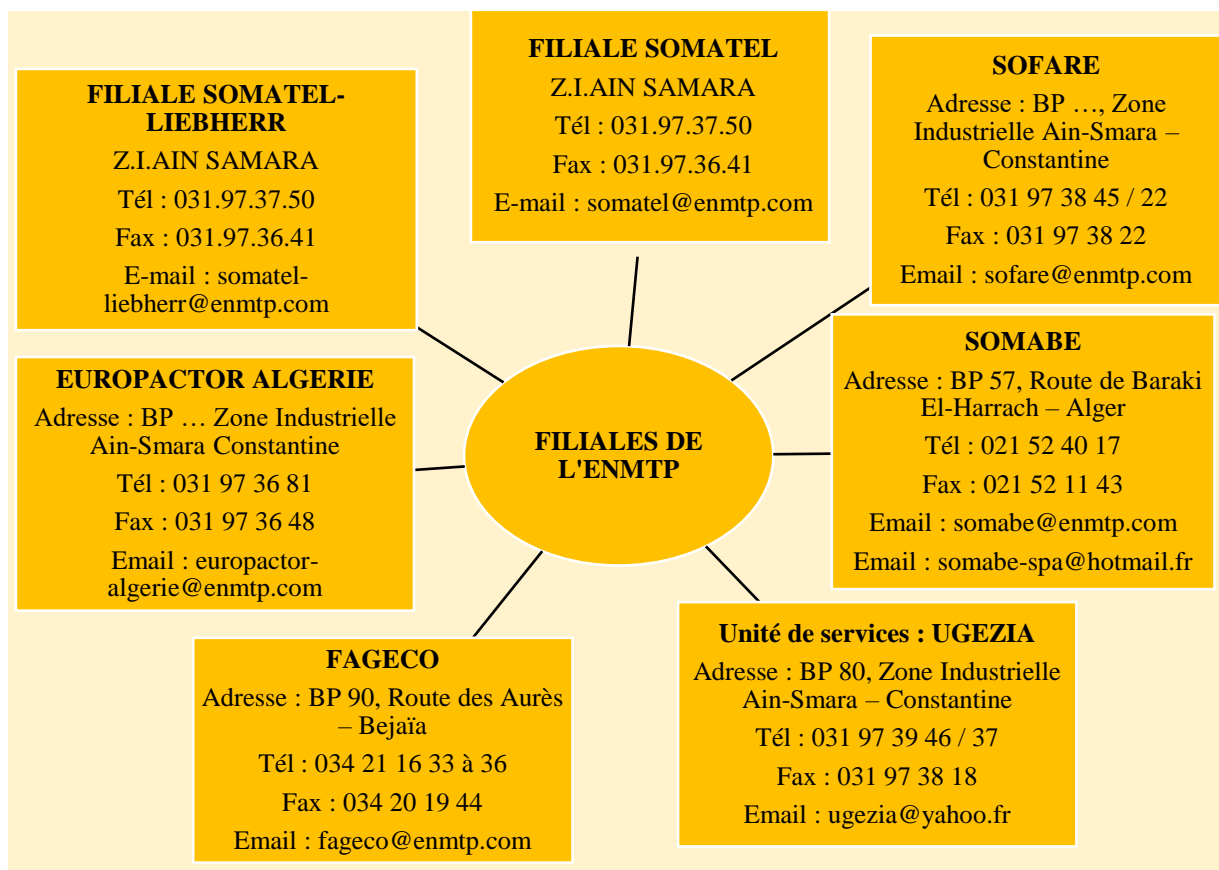 FILIALE SOMATEL
Z.I.AIN SAMARA
Tél : 031.97.37.50
Fax : 031.97.36.41
E-mail : somatel@enmtp.com
SOFARE
Adresse : BP …, Zone
Industrielle Ain-Smara –
Constantine
Tél : 031 97 38 45 / 22
Fax : 031 97 38 22
Email : sofare@enmtp.com
SOMABE
Adresse : BP 57, Route de Baraki
El-Harrach – Alger
Tél : 021 52 40 17
Fax : 021 52 11 43
Email : somabe@enmtp.com
Email : somabe-spa@hotmail.fr
Unité de services : UGEZIA
Adresse : BP 80, Zone Industrielle
Ain-Smara – Constantine
Tél : 031 97 39 46 / 37
Fax : 031 97 38 18
Email : ugezia@yahoo.fr
FAGECO
Adresse : BP 90, Route des Aurès
– Bejaïa
Tél : 034 21 16 33 à 36
Fax : 034 20 19 44
Email : fageco@enmtp.com
EUROPACTOR ALGERIE
Adresse : BP … Zone Industrielle
Ain-Smara Constantine
Tél : 031 97 36 81
Fax : 031 97 36 48
Email : europactor-
algerie@enmtp.com
FILIALE SOMATEL-
LIEBHERR
Z.I.AIN SAMARA
Tél : 031.97.37.50
Fax : 031.97.36.41
E-mail : somatel-
liebherr@enmtp.com
FILIALES DE
L'ENMTP